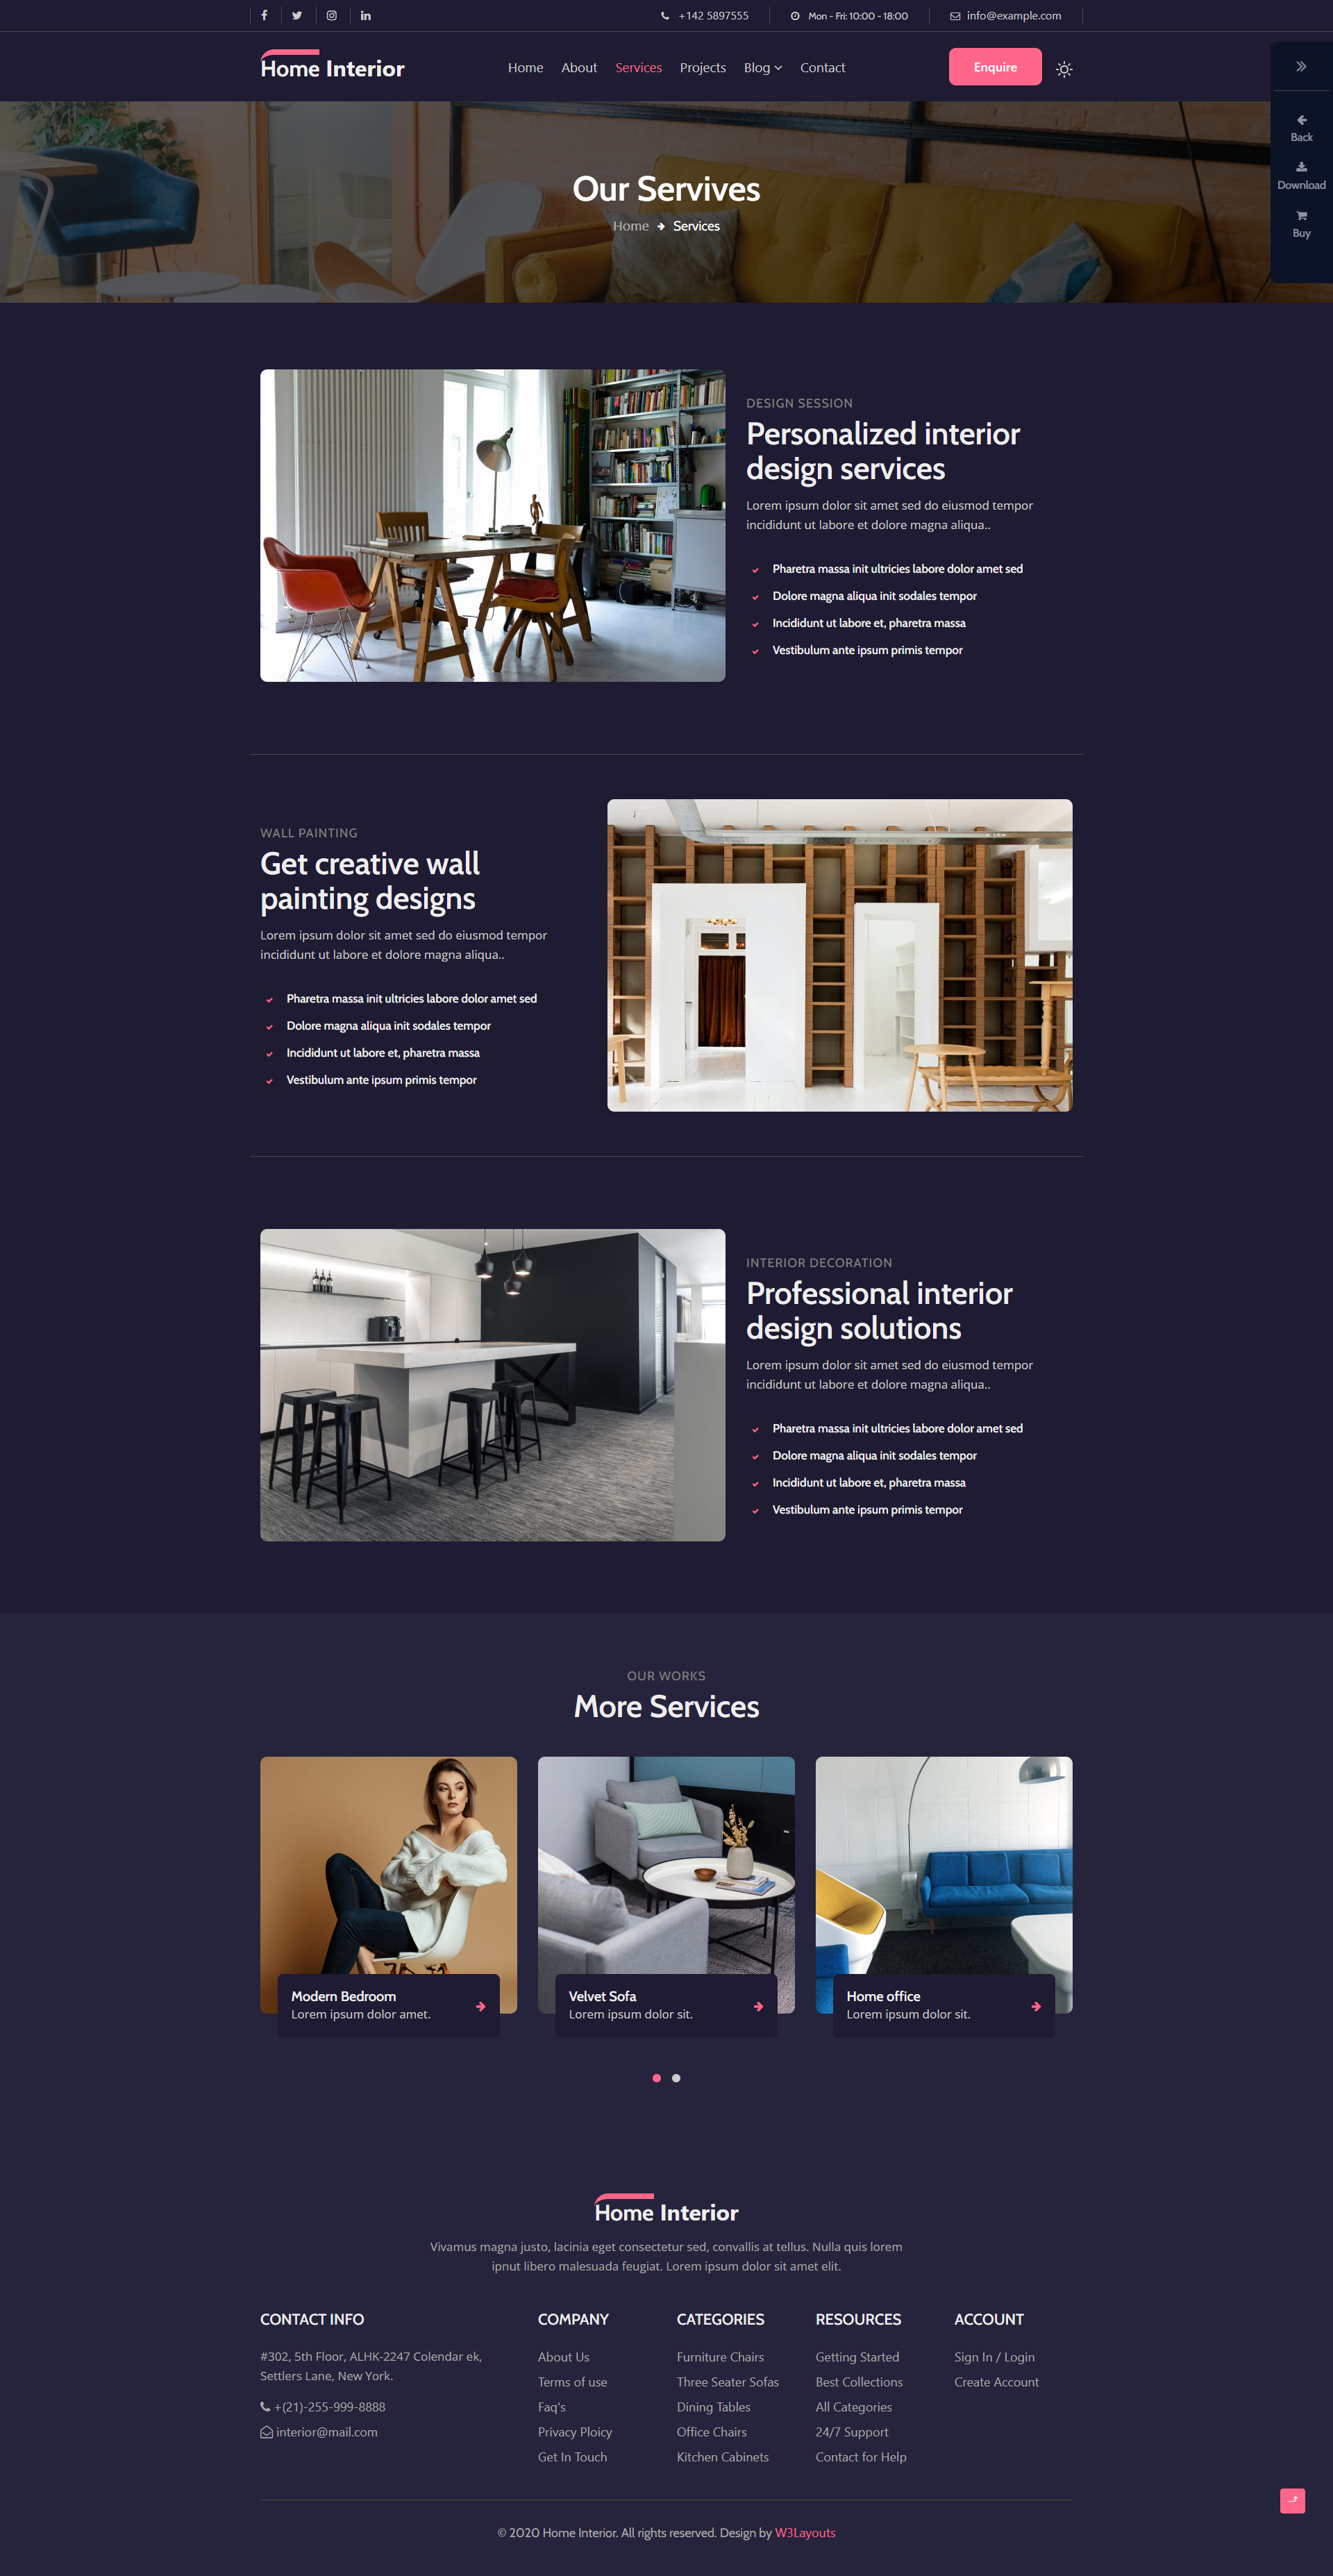 +142 5897555
Mon - Fri: 10:00 - 18:00
info@example.com
Home Interior
Home
About
Services
Projects
Blog
Contact
Enquire
Back
Download
Buy
Our Servives
Home
Services
DESIGN SESSION
Personalized interior
design services
Lorem ipsum dolor sit amet sed do eiusmod tempor
incididunt ut labore et dolore magna aliqua..
Pharetra massa init ultricies labore dolor amet sed
Dolore magna aliqua init sodales tempor
Incididunt ut labore et, pharetra massa
Vestibulum ante ipsum primis tempor
WALL PAINTING
Get creative wall
painting designs
Lorem ipsum dolor sit amet sed do eiusmod tempor
incididunt ut labore et dolore magna aliqua..
Pharetra massa init ultricies labore dolor amet sed
Dolore magna aliqua init sodales tempor
Incididunt ut labore et, pharetra massa
Vestibulum ante ipsum primis tempor
INTERIOR DECORATION
Professional interior
design solutions
Lorem ipsum dolor sit amet sed do eiusmod tempor
incididunt ut labore et dolore magna aliqua..
Pharetra massa init ultricies labore dolor amet sed
Dolore magna aliqua init sodales tempor
Incididunt ut labore et, pharetra massa
Vestibulum ante ipsum primis tempor
OUR WORKS
More Services
Modern Bedroom
Lorem ipsum dolor amet.
Velvet Sofa
Lorem ipsum dolor sit.
Home office
Lorem ipsum dolor sit.
Home Interior
Vivamus magna justo, lacinia eget consectetur sed, convallis at tellus. Nulla quis lorem
ipnut libero malesuada feugiat. Lorem ipsum dolor sit amet elit.
CONTACT INFO
#302, 5th Floor, ALHK-2247 Colendar ek,
Settlers Lane, New York.
+(21)-255-999-8888
interior@mail.com
COMPANY
About Us
Terms of use
Faq's
Privacy Ploicy
Get In Touch
CATEGORIES
Furniture Chairs
Three Seater Sofas
Dining Tables
Office Chairs
Kitchen Cabinets
RESOURCES
Getting Started
Best Collections
All Categories
24/7 Support
Contact for Help
ACCOUNT
Sign In / Login
Create Account
© 2020 Home Interior. All rights reserved. Design by W3Layouts